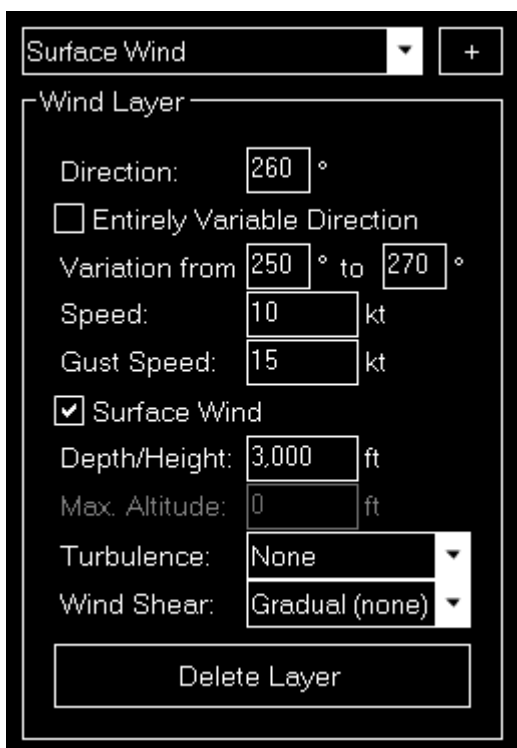 Surface Wind +
Wind Layer
Direction: 260 °
Entirely Variable Direction
Variation from 250 ° to 270 °
Speed: 10 kt
Gust Speed: 15 kt
Surface Wind
Depth/Height: 3,000 ft
Max. Altitude: 0 ft
Turbulence: None
Wind Shear: Gradual (none)
Delete Layer